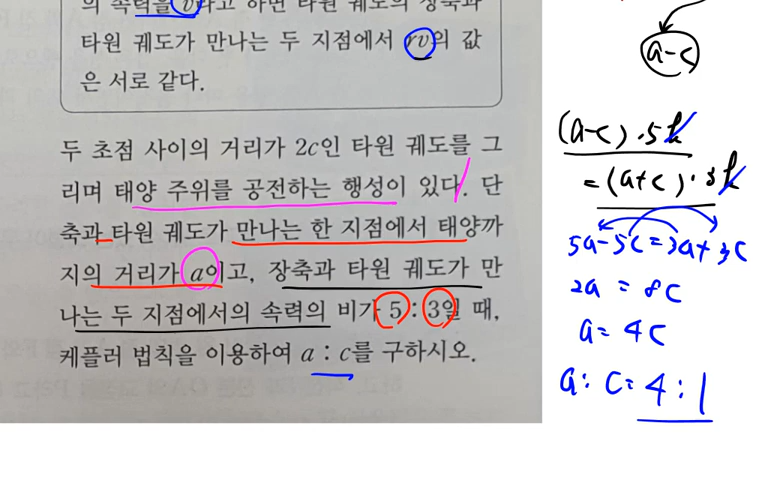 의 속력을 v라고 하면 타원 궤도의 장축과
타원 궤도가 만나는 두 지점에서 rv의 값
은 서로 같다.
두 초점 사이의 거리가 2c인 타원 궤도를 그
리며 태양 주위를 공전하는 행성이 있다. 단
축과 타원 궤도가 만나는 한 지점에서 태양까
지의 거리가 a이고, 장축과 타원 궤도가 만
나는 두 지점에서의 속력의 비가 5 : 3일 때,
케플러 법칙을 이용하여 a : c를 구하시오.
a-c
(a-c) · 5k
= (a+c) · 3k
5a-5c = 3a+3c
2a = 8c
a = 4c
a : c = 4 : 1